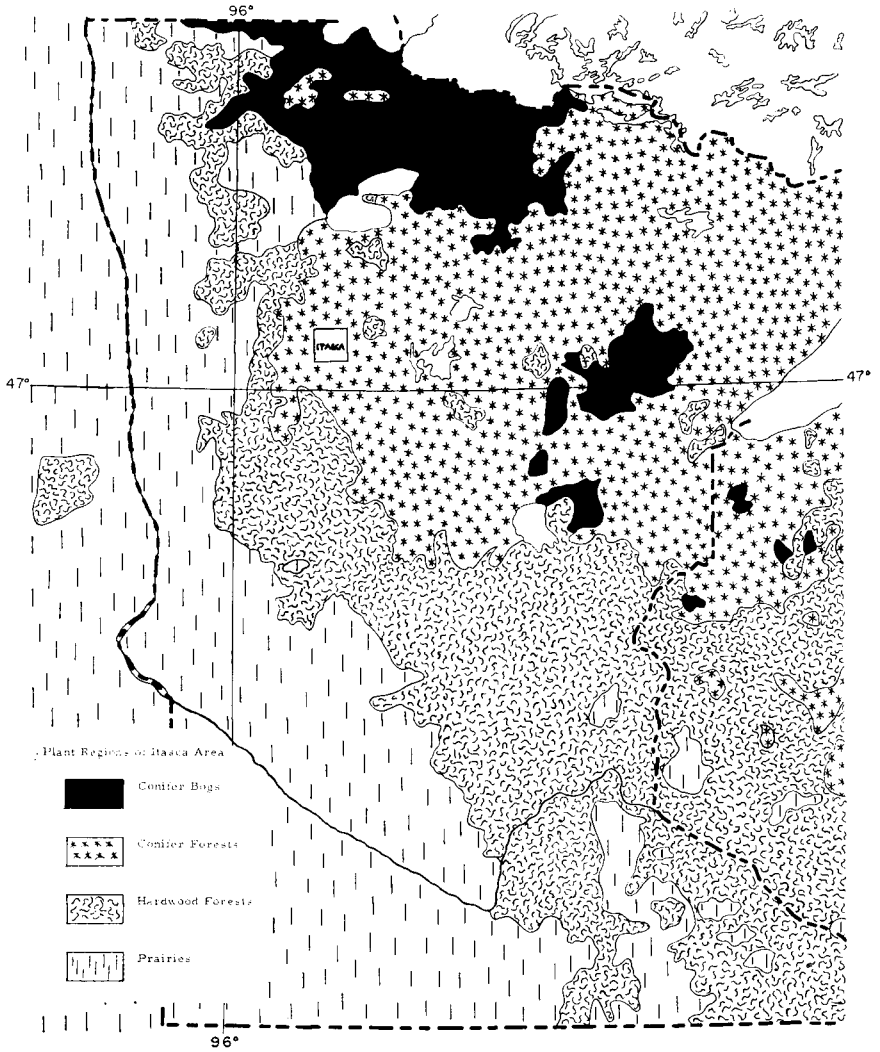 96°
ITASCA
47°
47°
Plant Regions of Itasca Area
Conifer Bogs
Conifer Forests
Hardwood Forests
Prairies
96°